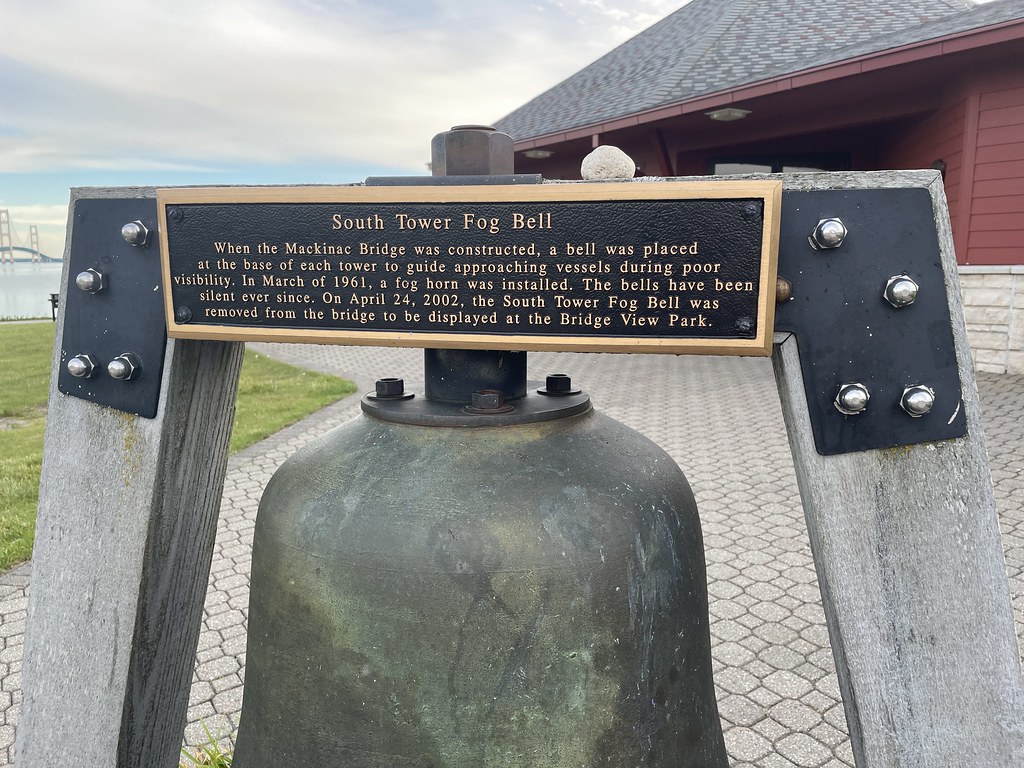 South Tower Fog Bell
When the Mackinac Bridge was constructed, a bell was placed
at the base of each tower to guide approaching vessels during poor
visibility. In March of 1961, a fog horn was installed. The bells have been
silent ever since. On April 24, 2002, the South Tower Fog Bell was
removed from the bridge to be displayed at the Bridge View Park.